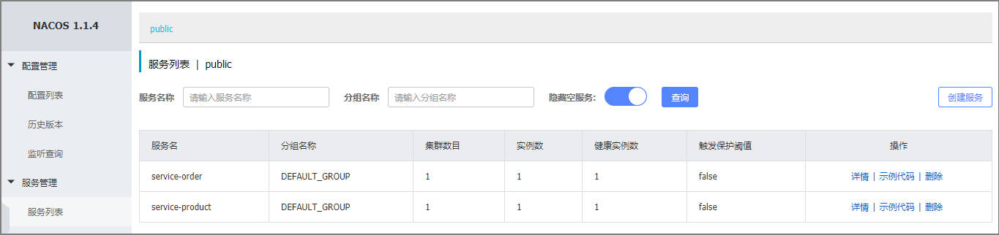 NACOS 1.1.4
配置管理
配置列表
历史版本
监听查询
服务管理
服务列表
public
服务列表 | public
服务名称 请输入服务名称 分组名称 请输入分组名称 隐藏空服务: 查询 创建服务
服务名 分组名称 集群数目 实例数 健康实例数 触发保护阈值 操作
service-order DEFAULT_GROUP 1 1 1 false 详情 | 示例代码 | 删除
service-product DEFAULT_GROUP 1 1 1 false 详情 | 示例代码 | 删除